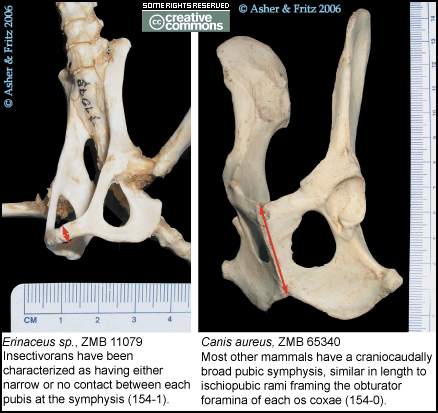 © Asher & Fritz 2006
SOME RIGHTS RESERVED
cc creative
commons
© Asher & Fritz 2006
CM 1 2 3 4
Erinaceus sp., ZMB 11079
Insectivorans have been
characterized as having either
narrow or no contact between each
pubis at the symphysis (154-1).
Canis aureus, ZMB 65340
Most other mammals have a craniocaudally
broad pubic symphysis, similar in length to
ischiopubic rami framing the obturator
foramina of each os coxae (154-0).